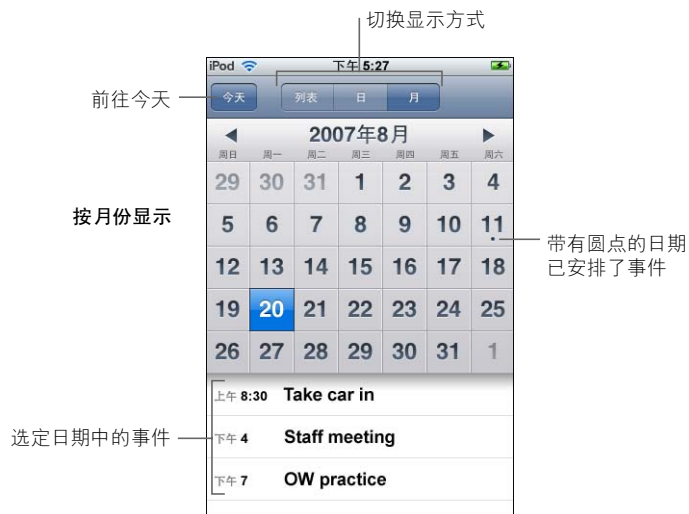 切换显示方式
iPod 下午 5:27
前往今天
今天 列表 日 月
2007年8月
周日 周一 周二 周三 周四 周五 周六
29 30 31 1 2 3 4
按月份显示
5 6 7 8 9 10 11
带有圆点的日期
已安排了事件
12 13 14 15 16 17 18
19 20 21 22 23 24 25
26 27 28 29 30 31 1
上午 8:30 Take car in
选定日期中的事件
下午 4 Staff meeting
下午 7 OW practice